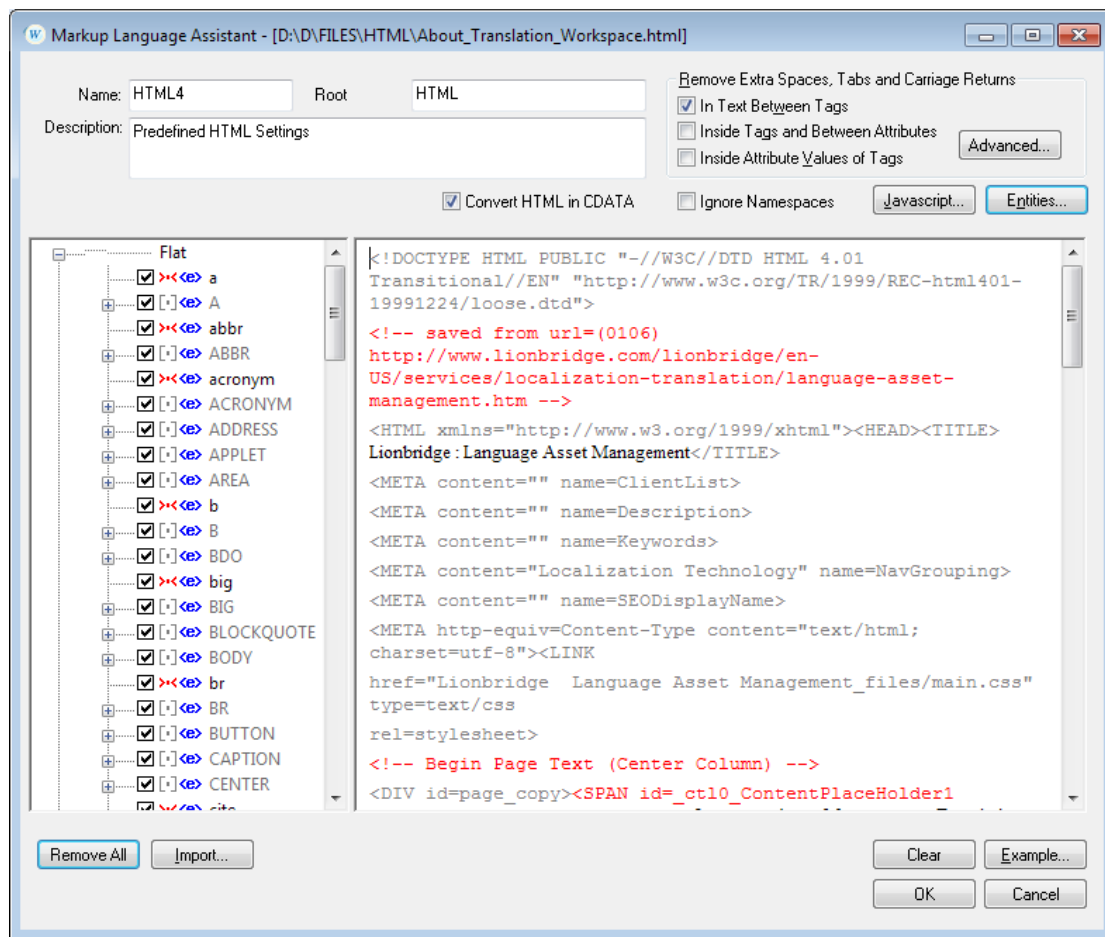 Markup Language Assistant - [D:\D\FILES\HTML\About_Translation_Workspace.html]
Name: HTML4 Root HTML
Description: Predefined HTML Settings
Remove Extra Spaces, Tabs and Carriage Returns
In Text Between Tags
Inside Tags and Between Attributes
Inside Attribute Values of Tags
Advanced...
Convert HTML in CDATA
Ignore Namespaces
Javascript...
Entities...
Flat
<e> a
<e> A
<e> abbr
<e> ABBR
<e> acronym
<e> ACRONYM
<e> ADDRESS
<e> APPLET
<e> AREA
<e> b
<e> B
<e> BDO
<e> big
<e> BIG
<e> BLOCKQUOTE
<e> BODY
<e> br
<e> BR
<e> BUTTON
<e> CAPTION
<e> CENTER
<!DOCTYPE HTML PUBLIC "-//W3C//DTD HTML 4.01
Transitional//EN" "http://www.w3c.org/TR/1999/REC-html401-
19991224/loose.dtd">
<!-- saved from url=(0106)
http://www.lionbridge.com/lionbridge/en-
US/services/localization-translation/language-asset-
management.htm -->
<HTML xmlns="http://www.w3.org/1999/xhtml"><HEAD><TITLE>
Lionbridge : Language Asset Management</TITLE>
<META content="" name=ClientList>
<META content="" name=Description>
<META content="" name=Keywords>
<META content="Localization Technology" name=NavGrouping>
<META content="" name=SEODisplayName>
<META http-equiv=Content-Type content="text/html;
charset=utf-8"><LINK
href="Lionbridge  Language Asset Management_files/main.css"
type=text/css
rel=stylesheet>
<!-- Begin Page Text (Center Column) -->
<DIV id=page_copy><SPAN id=_ctl0_ContentPlaceHolder1
Remove All
Import...
Clear
Example...
OK
Cancel